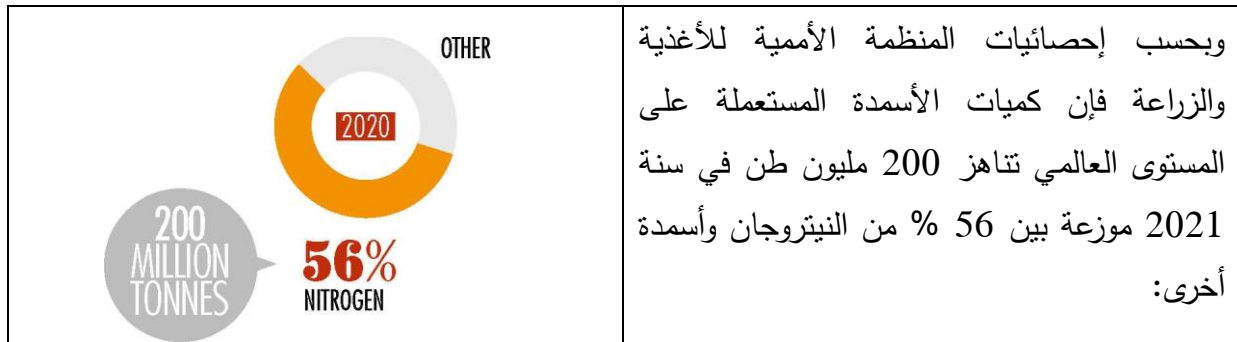 وبحسب إحصائيات المنظمة الأممية للأغذية
والزراعة فإن كميات الأسمدة المستعملة على
المستوى العالمي تناهز 200 مليون طن في سنة
2021 موزعة بين 56 % من النيتروجان وأسمدة
أخرى:
OTHER
2020
200
MILLION
TONNES
56%
NITROGEN